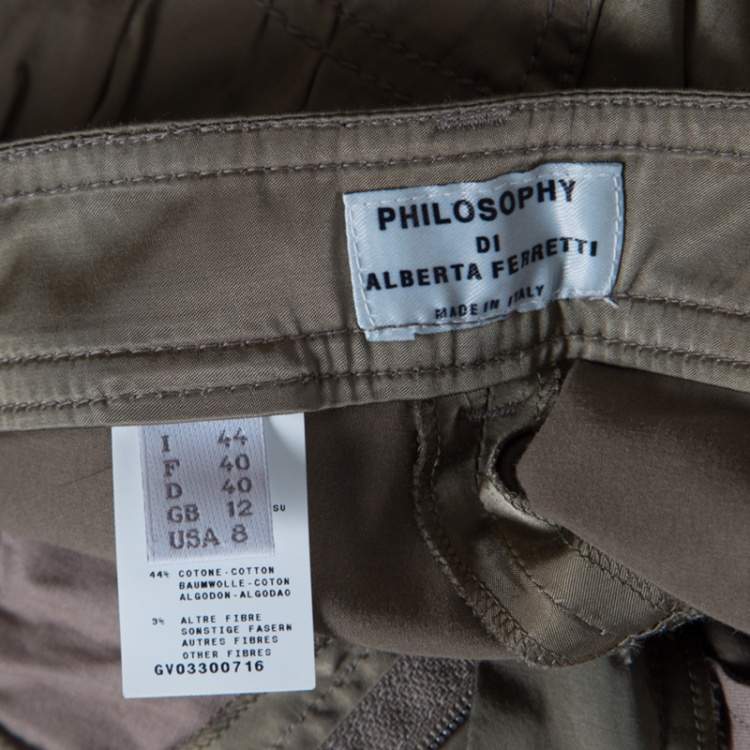 PHILOSOPHY
DI
ALBERTA FERRETTI
MADE IN ITALY
I 44
F 40
D 40
GB 12
USA 8
SU
44% COTONE-COTTON
BAUMWOLLE-COTON
ALGODON-ALGODAO
3% ALTRE FIBRE
SONSTIGE FASERN
AUTRES FIBRES
OTHER FIBRES
GV03300716